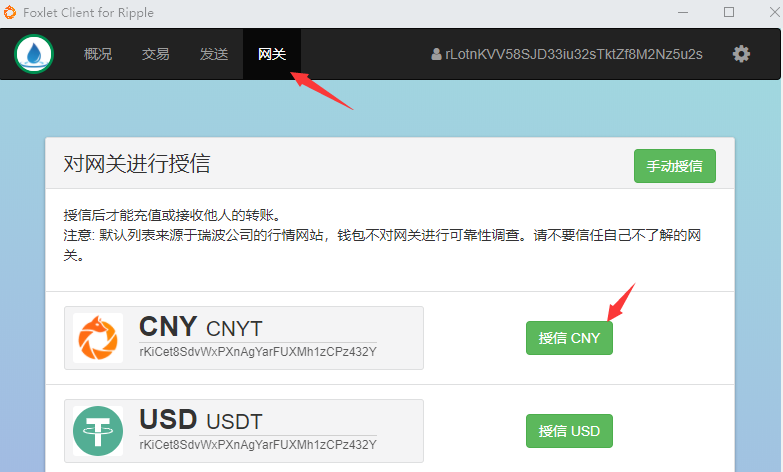 Foxlet Client for Ripple
概况 交易 发送 网关 rLotnKVV58SJD33iu32sTktZf8M2Nz5u2s
对网关进行授信 手动授信
授信后才能充值或接收他人的转账。
注意: 默认列表来源于瑞波公司的行情网站，钱包不对网关进行可靠性调查。请不要信任自己不了解的网
关。
CNY CNYT
授信 CNY
rKiCet8SdvWxPXnAgYarFUXMh1zCPz432Y
USD USDT
授信 USD
rKiCet8SdvWxPXnAgYarFUXMh1zCPz432Y